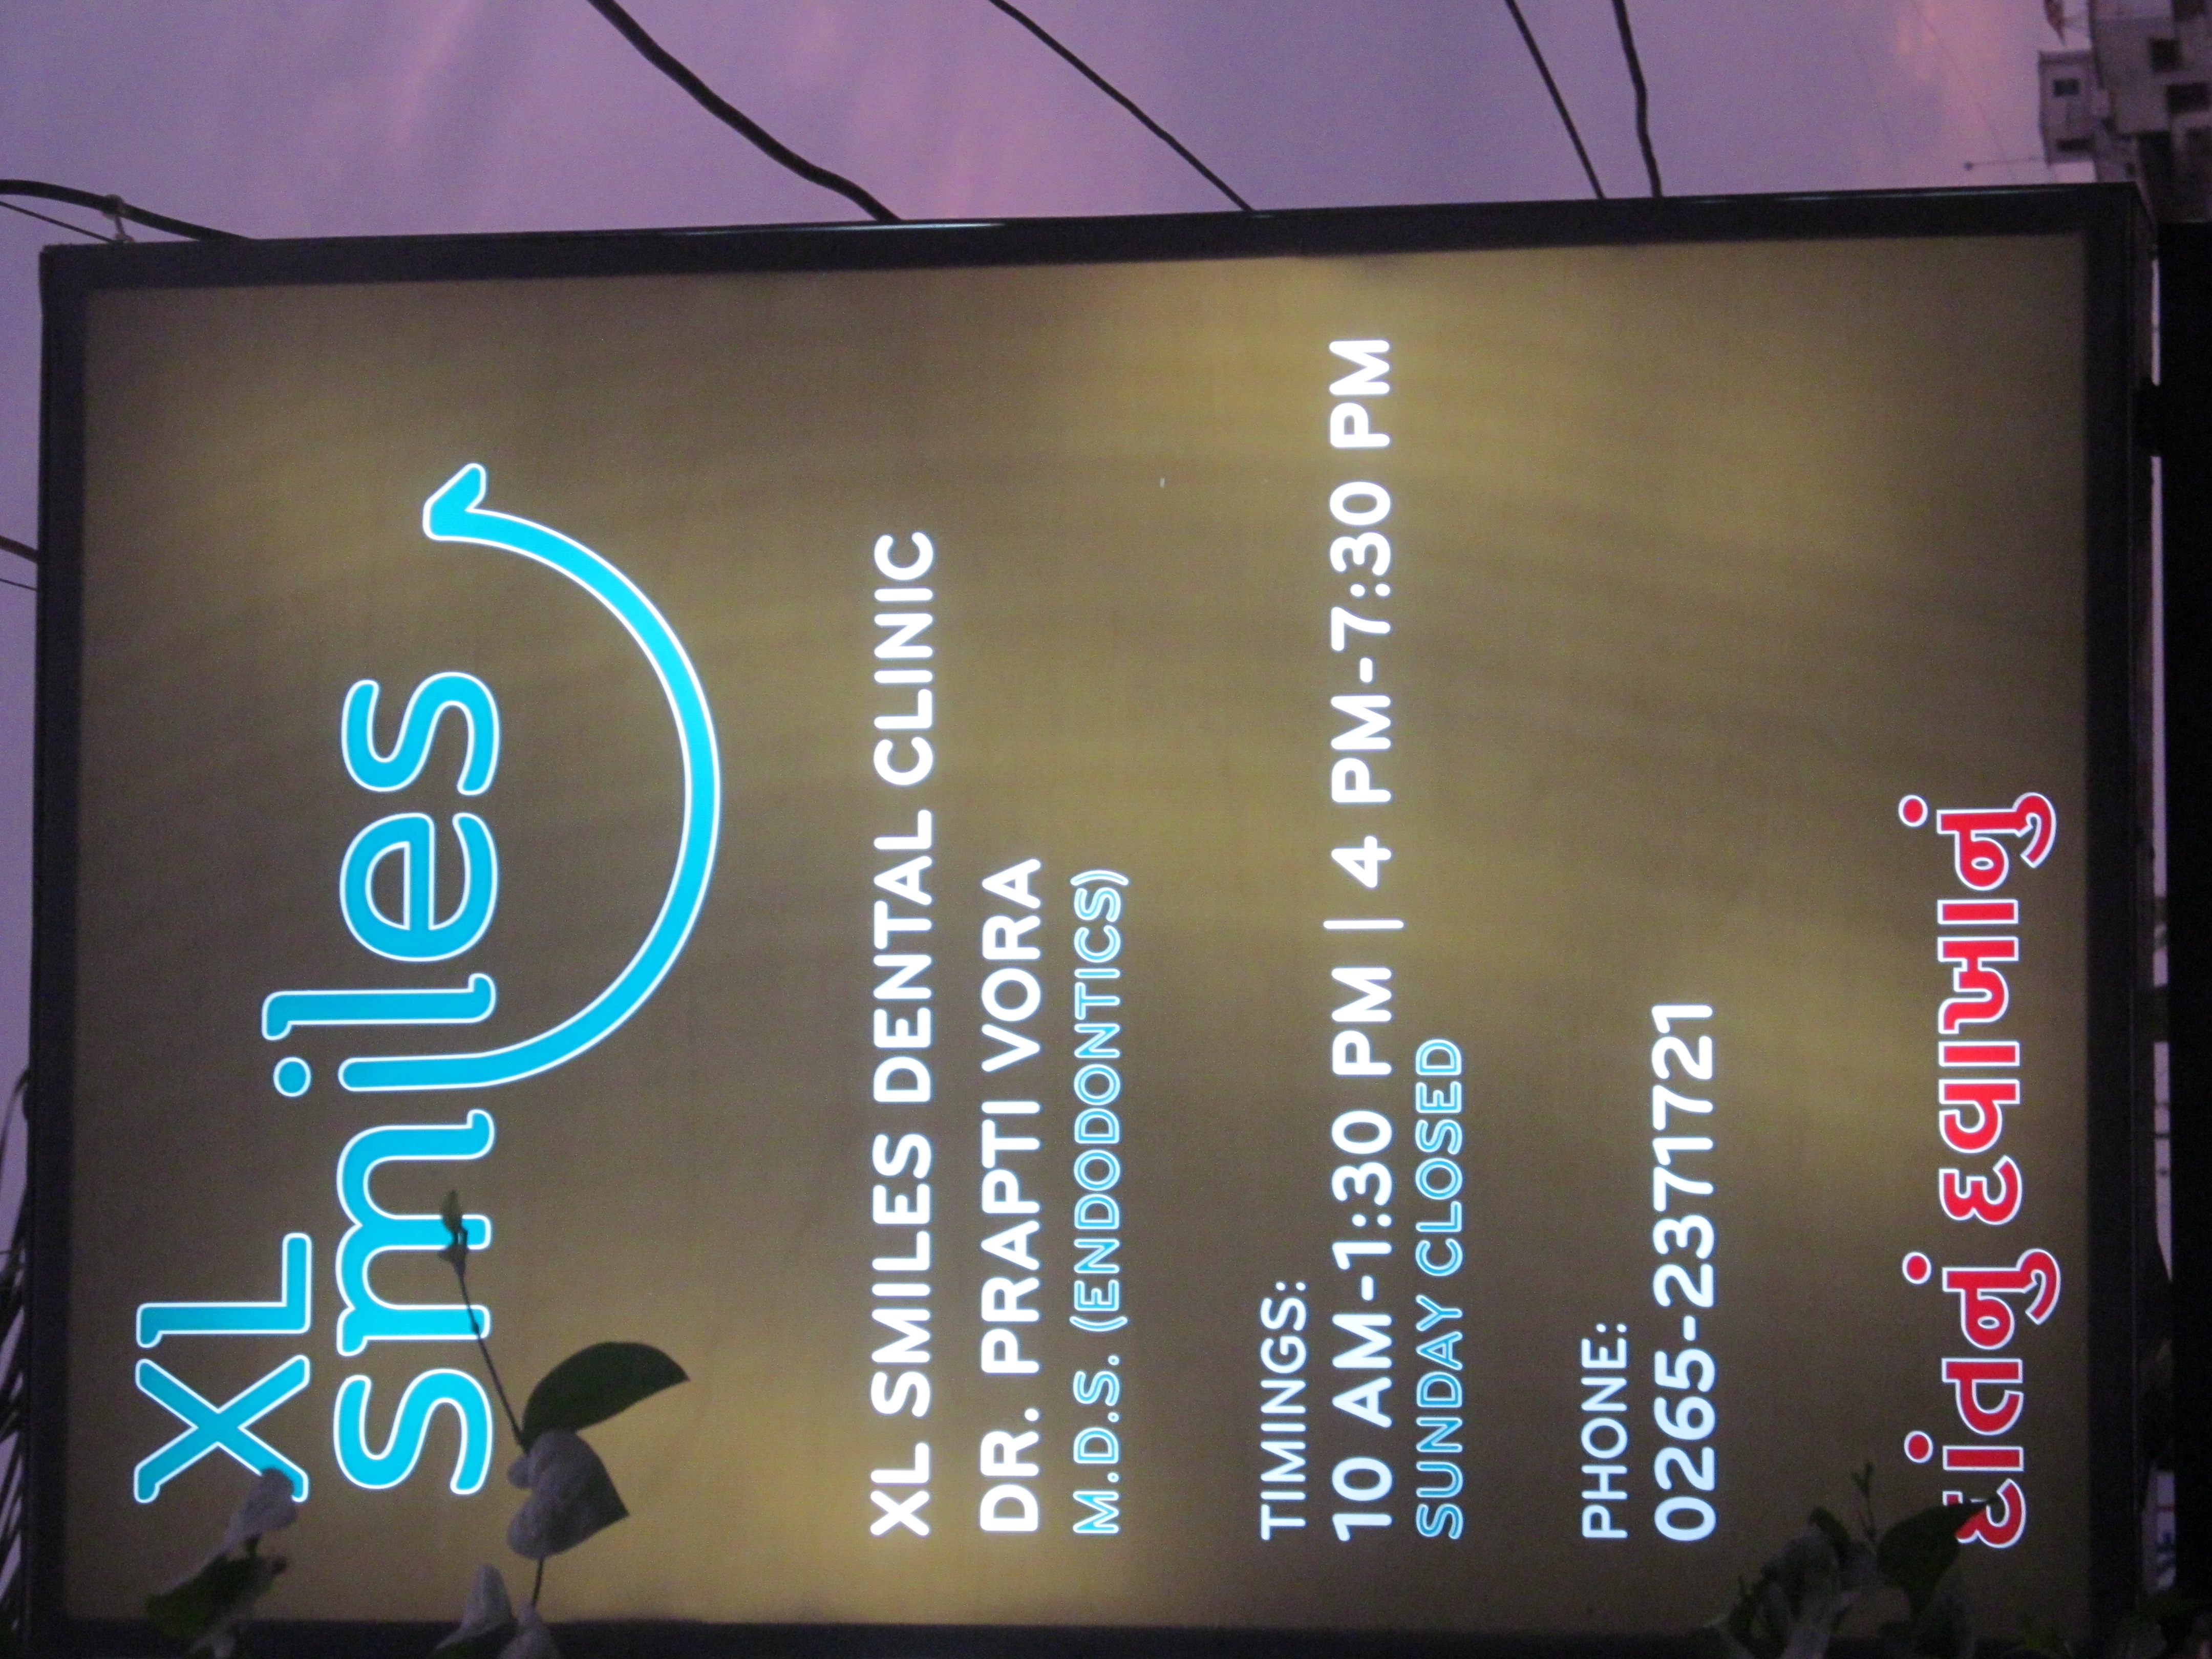 XL
smiles
XL SMILES DENTAL CLINIC
DR. PRAPTI VORA
M.D.S. (ENDODONTICS)
TIMINGS:
10 AM-1:30 PM | 4 PM-7:30 PM
SUNDAY CLOSED
PHONE:
0265-2371721
દાંતનું દવાખાનું